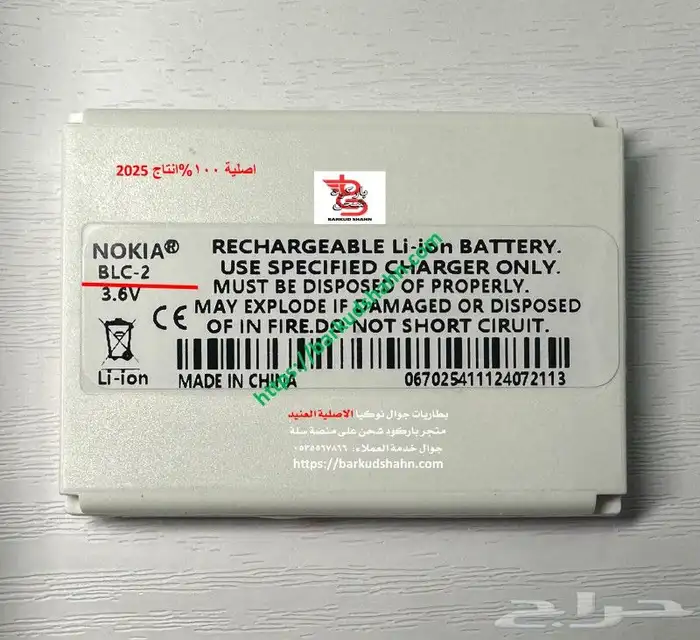 اصلية ١٠٠%انتاج 2025
BARKUD SHAHN
NOKIA®
BLC-2
3.6V
Li-ion
RECHARGEABLE Li-ion BATTERY.
USE SPECIFIED CHARGER ONLY.
MUST BE DISPOSED OF PROPERLY.
MAY EXPLODE IF DAMAGED OR DISPOSED
OF IN FIRE.DO NOT SHORT CIRUIT.
CE
MADE IN CHINA
067025411124072113
https://barkudshahn.com
بطاريات جوال نوكيا الاصلية العنيد
متجر باركود شحن على منصة سلة
جوال خدمة العملاء: ٠٥٣٥٥٦٧٨٦٦
https://barkudshahn.com
حراج